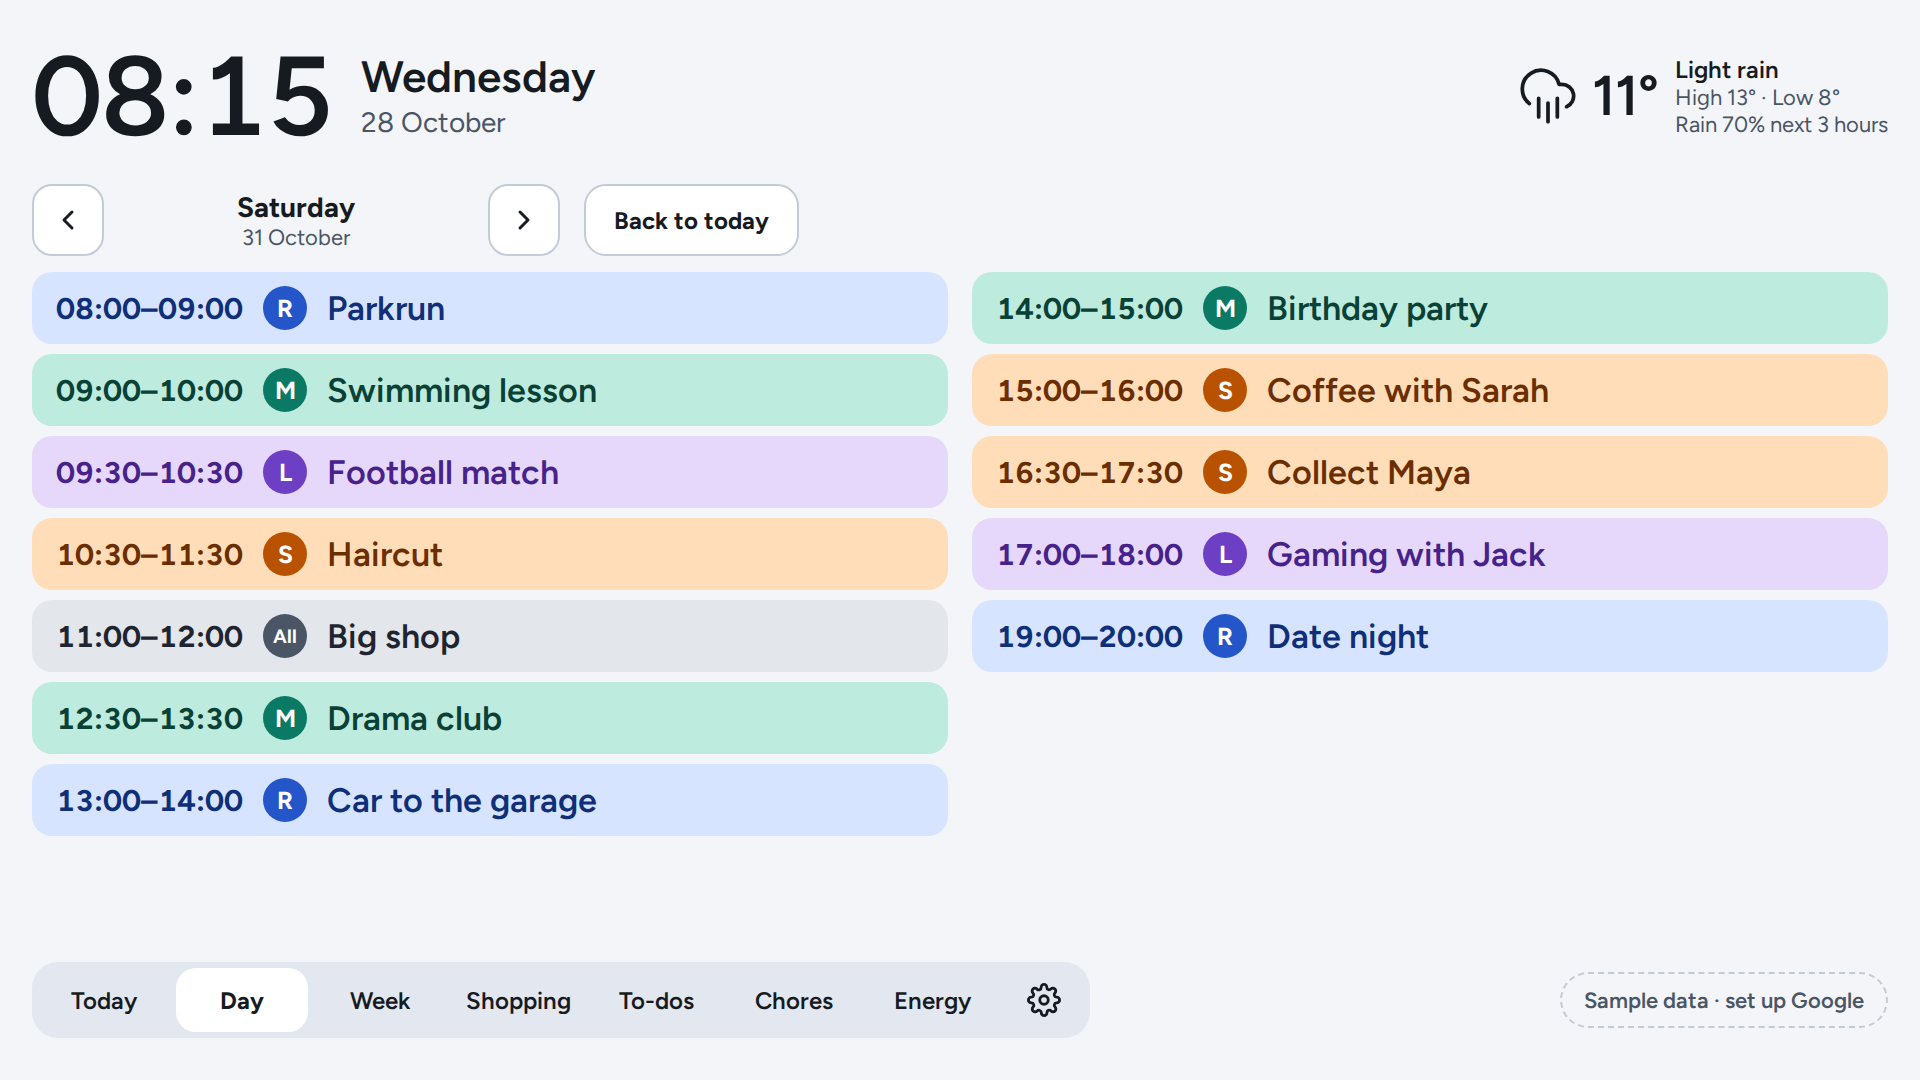 08:15
Wednesday
28 October
11°
Light rain
High 13° · Low 8°
Rain 70% next 3 hours
Saturday
31 October
Back to today
08:00–09:00 R Parkrun
09:00–10:00 M Swimming lesson
09:30–10:30 L Football match
10:30–11:30 S Haircut
11:00–12:00 All Big shop
12:30–13:30 M Drama club
13:00–14:00 R Car to the garage
14:00–15:00 M Birthday party
15:00–16:00 S Coffee with Sarah
16:30–17:30 S Collect Maya
17:00–18:00 L Gaming with Jack
19:00–20:00 R Date night
Today Day Week Shopping To-dos Chores Energy
Sample data · set up Google